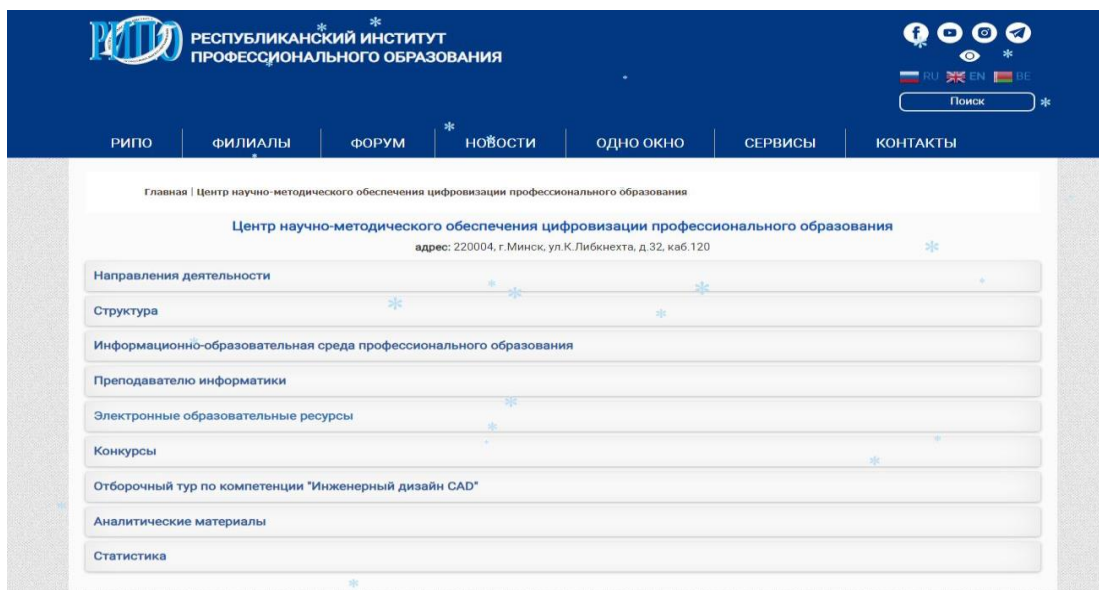 РИПО
РЕСПУБЛИКАНСКИЙ ИНСТИТУТ
ПРОФЕССИОНАЛЬНОГО ОБРАЗОВАНИЯ
RU EN BE
Поиск
РИПО ФИЛИАЛЫ ФОРУМ НОВОСТИ ОДНО ОКНО СЕРВИСЫ КОНТАКТЫ
Главная | Центр научно-методического обеспечения цифровизации профессионального образования
Центр научно-методического обеспечения цифровизации профессионального образования
адрес: 220004, г.Минск, ул.К.Либкнехта, д.32, каб.120
Направления деятельности
Структура
Информационно-образовательная среда профессионального образования
Преподавателю информатики
Электронные образовательные ресурсы
Конкурсы
Отборочный тур по компетенции "Инженерный дизайн CAD"
Аналитические материалы
Статистика